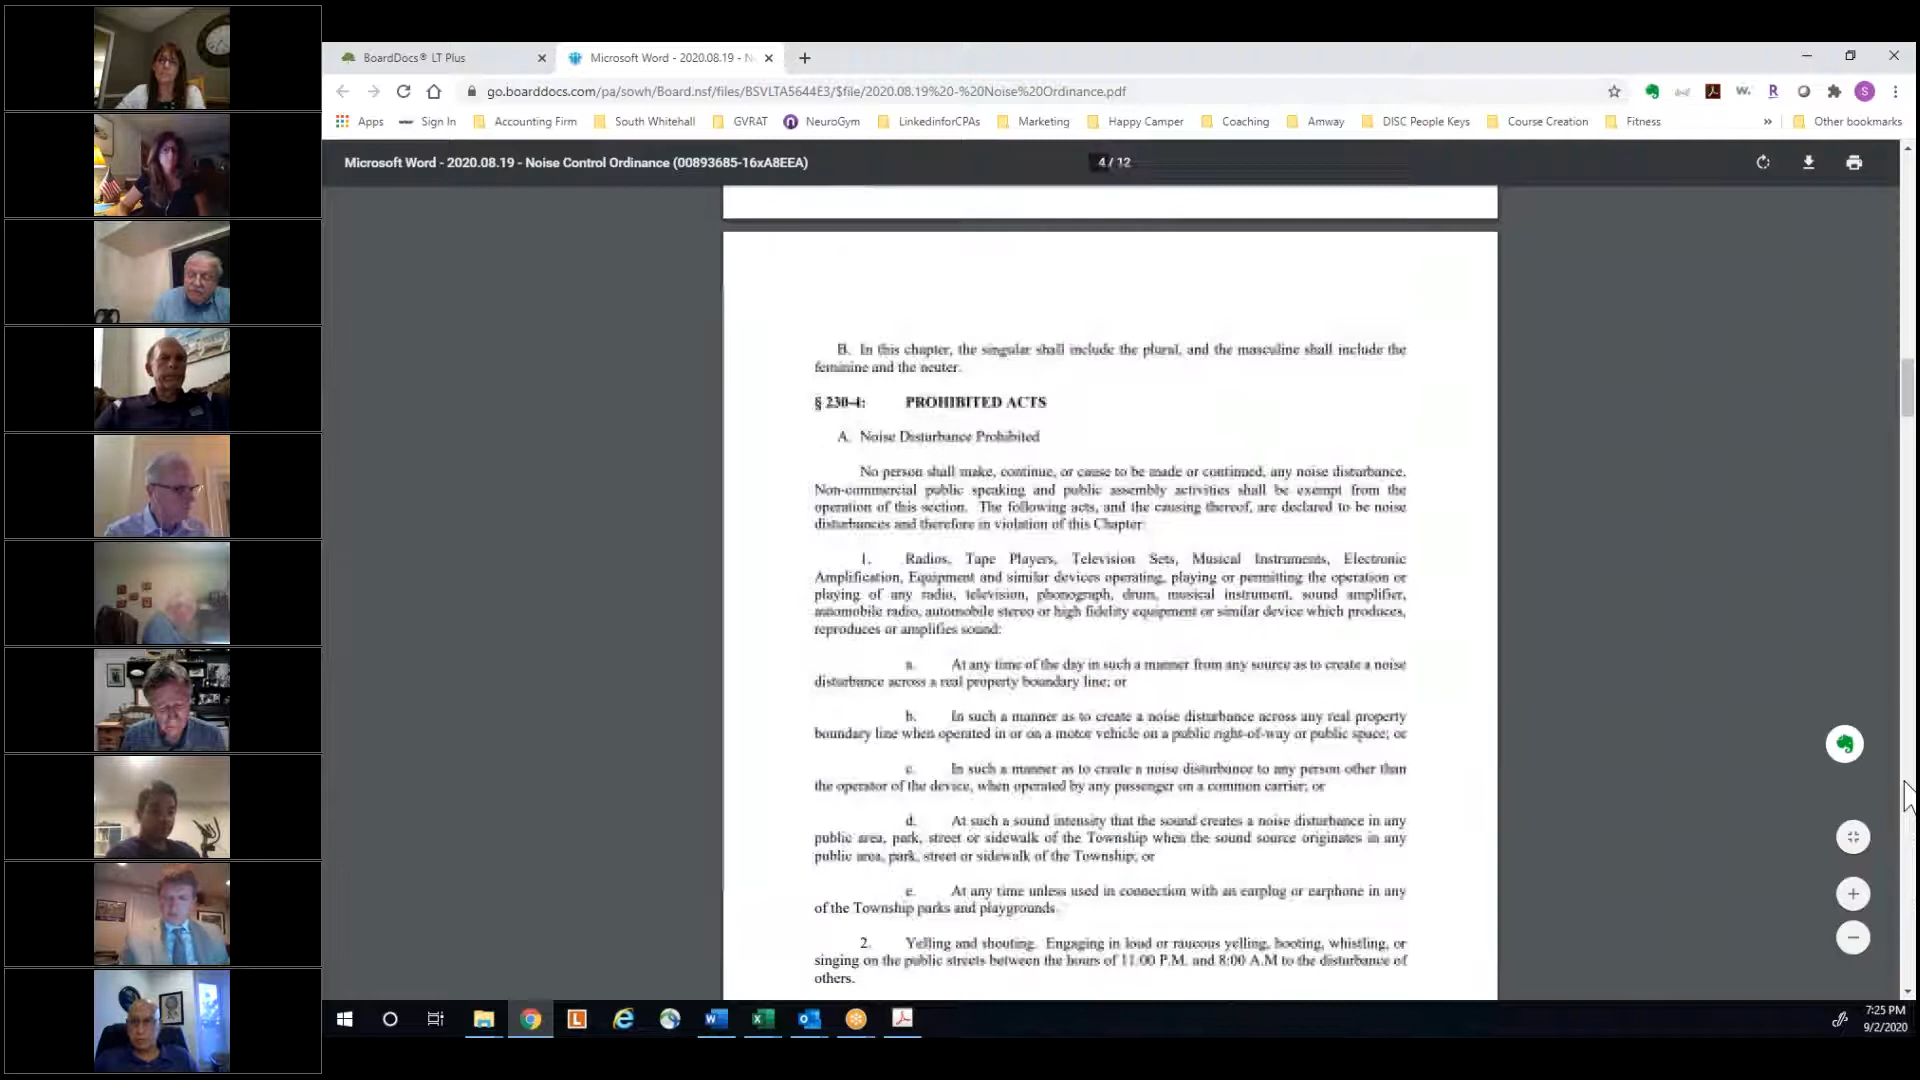 BoardDocs® LT Plus
Microsoft Word - 2020.08.19 - N
go.boarddocs.com/pa/sowh/Board.nsf/files/BSVLTA5644E3/$file/2020.08.19%20-%20Noise%20Ordinance.pdf
Apps Sign In Accounting Firm South Whitehall GVRAT NeuroGym LinkedinforCPAs Marketing Happy Camper Coaching Amway DISC People Keys Course Creation Fitness » Other bookmarks
Microsoft Word - 2020.08.19 - Noise Control Ordinance (00893685-16xA8EEA) 4 / 12
B. In this chapter, the singular shall include the plural, and the masculine shall include the
feminine and the neuter.
§ 230-4: PROHIBITED ACTS
A. Noise Disturbance Prohibited
No person shall make, continue, or cause to be made or continued, any noise disturbance.
Non-commercial public speaking and public assembly activities shall be exempt from the
operation of this section. The following acts, and the causing thereof, are declared to be noise
disturbances and therefore in violation of this Chapter
1. Radios, Tape Players, Television Sets, Musical Instruments, Electronic
Amplification, Equipment and similar devices operating, playing or permitting the operation or
playing of any radio, television, phonograph, drum, musical instrument, sound amplifier,
automobile radio, automobile stereo or high fidelity equipment or similar device which produces,
reproduces or amplifies sound:
a. At any time of the day in such a manner from any source as to create a noise
disturbance across a real property boundary line; or
b. In such a manner as to create a noise disturbance across any real property
boundary line when operated in or on a motor vehicle on a public right-of-way or public space; or
c. In such a manner as to create a noise disturbance to any person other than
the operator of the device, when operated by any passenger on a common carrier; or
d. At such a sound intensity that the sound creates a noise disturbance in any
public area, park, street or sidewalk of the Township when the sound source originates in any
public area, park, street or sidewalk of the Township; or
e. At any time unless used in connection with an earplug or earphone in any
of the Township parks and playgrounds.
2. Yelling and shouting. Engaging in loud or raucous yelling, hooting, whistling, or
singing on the public streets between the hours of 11:00 P.M. and 8:00 A.M to the disturbance of
others.
7:25 PM
9/2/2020